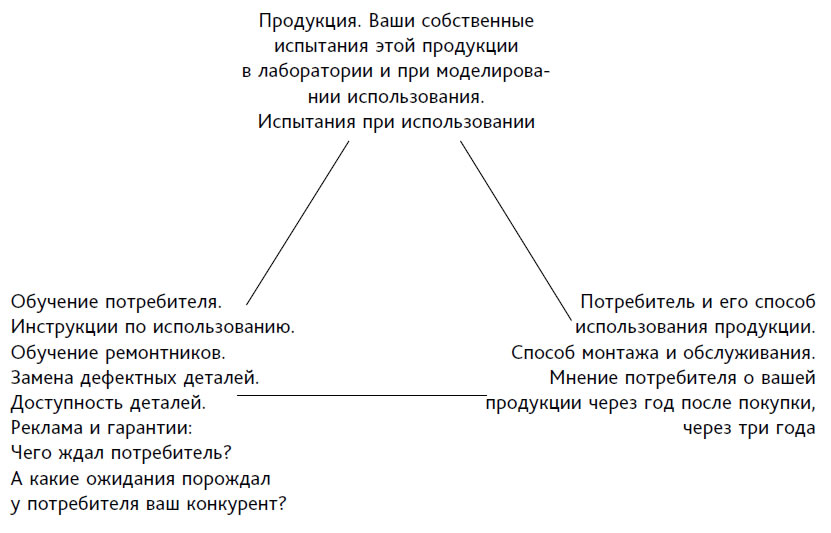 Продукция. Ваши собственные
испытания этой продукции
в лаборатории и при моделирова-
нии использования.
Испытания при использовании
Обучение потребителя.
Инструкции по использованию.
Обучение ремонтников.
Замена дефектных деталей.
Доступность деталей.
Реклама и гарантии:
Чего ждал потребитель?
А какие ожидания порождал
у потребителя ваш конкурент?
Потребитель и его способ
использования продукции.
Способ монтажа и обслуживания.
Мнение потребителя о вашей
продукции через год после покупки,
через три года